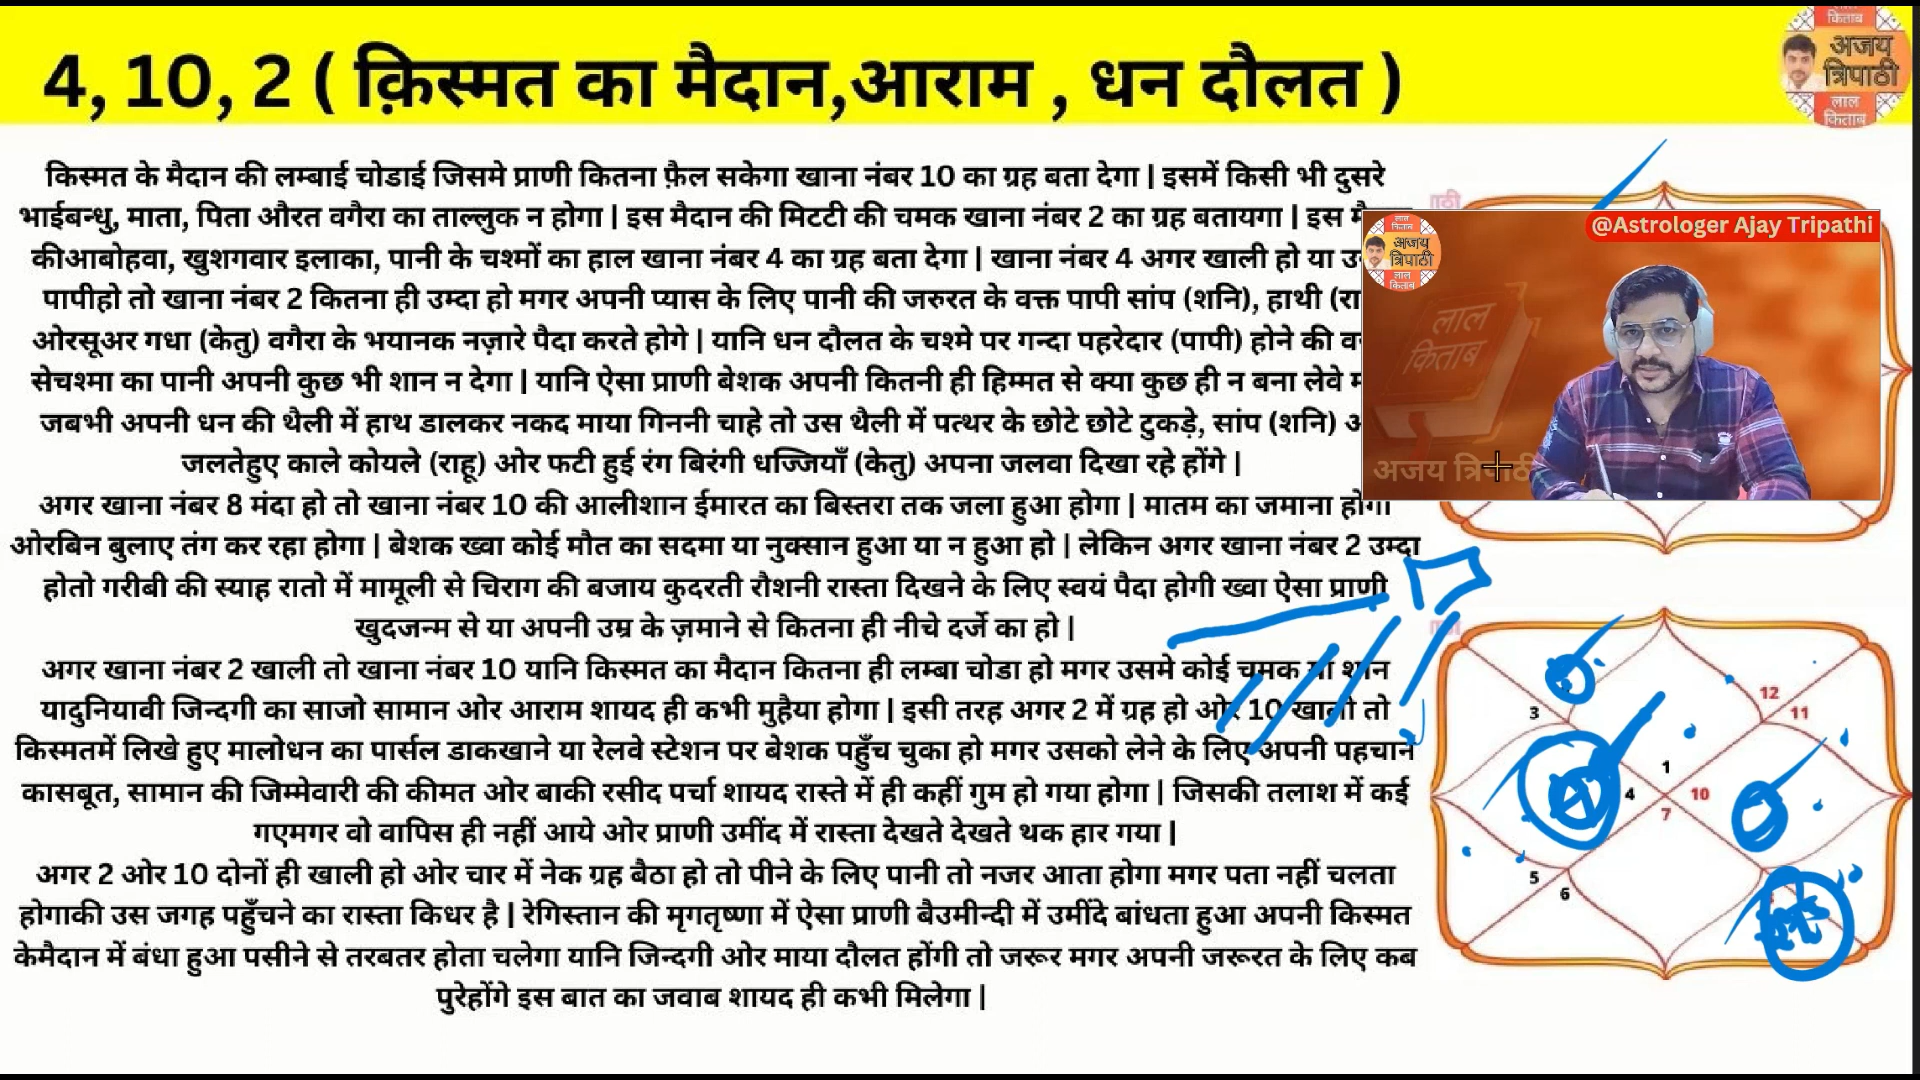 4, 10, 2 ( क़िस्मत का मैदान,आराम , धन दौलत )
अजय
त्रिपाठी
लाल
किताब
किस्मत के मैदान की लम्बाई चोडाई जिसमे प्राणी कितना फ़ैल सकेगा खाना नंबर 10 का ग्रह बता देगा | इसमें किसी भी दुसरे
भाईबन्धु, माता, पिता औरत वगैरा का ताल्लुक न होगा | इस मैदान की मिटटी की चमक खाना नंबर 2 का ग्रह बतायगा | इस
कीआबोहवा, खुशगवार इलाका, पानी के चश्मों का हाल खाना नंबर 4 का ग्रह बता देगा | खाना नंबर 4 अगर खाली हो या
पापीहो तो खाना नंबर 2 कितना ही उम्दा हो मगर अपनी प्यास के लिए पानी की जरुरत के वक्त पापी सांप (शनि), हाथी
ओरसूअर गधा (केतु) वगैरा के भयानक नज़ारे पैदा करते होगे | यानि धन दौलत के चश्मे पर गन्दा पहरेदार (पापी) होने की
सेचश्मा का पानी अपनी कुछ भी शान न देगा | यानि ऐसा प्राणी बेशक अपनी कितनी ही हिम्मत से क्या कुछ ही न बना लेवे
जबभी अपनी धन की थैली में हाथ डालकर नकद माया गिननी चाहे तो उस थैली में पत्थर के छोटे छोटे टुकड़े, सांप (शनि)
जलतेहुए काले कोयले (राहू) ओर फटी हुई रंग बिरंगी धज्जियाँ (केतु) अपना जलवा दिखा रहे होंगे |
अगर खाना नंबर 8 मंदा हो तो खाना नंबर 10 की आलीशान ईमारत का बिस्तरा तक जला हुआ होगा | मातम का जमाना होगा
ओरबिन बुलाए तंग कर रहा होगा | बेशक ख्वा कोई मौत का सदमा या नुक्सान हुआ या न हुआ हो | लेकिन अगर खाना नंबर 2 उम्दा
होतो गरीबी की स्याह रातो में मामूली से चिराग की बजाय कुदरती रौशनी रास्ता दिखने के लिए स्वयं पैदा होगी ख्वा ऐसा प्राणी
खुदजन्म से या अपनी उम्र के ज़माने से कितना ही नीचे दर्जे का हो |
अगर खाना नंबर 2 खाली तो खाना नंबर 10 यानि किस्मत का मैदान कितना ही लम्बा चोडा हो मगर उसमे कोई चमक या शान
यादुनियावी जिन्दगी का साजो सामान ओर आराम शायद ही कभी मुहैया होगा | इसी तरह अगर 2 में ग्रह हो ओर 10 खाली तो
किस्मतमें लिखे हुए मालोधन का पार्सल डाकखाने या रेलवे स्टेशन पर बेशक पहुँच चुका हो मगर उसको लेने के लिए अपनी पहचान
कासबूत, सामान की जिम्मेवारी की कीमत ओर बाकी रसीद पर्चा शायद रास्ते में ही कहीं गुम हो गया होगा | जिसकी तलाश में कई
गएमगर वो वापिस ही नहीं आये ओर प्राणी उमींद में रास्ता देखते देखते थक हार गया |
अगर 2 ओर 10 दोनों ही खाली हो ओर चार में नेक ग्रह बैठा हो तो पीने के लिए पानी तो नजर आता होगा मगर पता नहीं चलता
होगाकी उस जगह पहुँचने का रास्ता किधर है | रेगिस्तान की मृगतृष्णा में ऐसा प्राणी बैउमीन्दी में उमींदे बांधता हुआ अपनी किस्मत
केमैदान में बंधा हुआ पसीने से तरबतर होता चलेगा यानि जिन्दगी ओर माया दौलत होंगी तो जरूर मगर अपनी जरूरत के लिए कब
पुरेहोंगे इस बात का जवाब शायद ही कभी मिलेगा |
@Astrologer Ajay Tripathi
लाल
किताब
अजय
त्रिपाठी
लाल
किताब
लाल
किताब
अजय
12
3
11
1
4
10
7
5
6